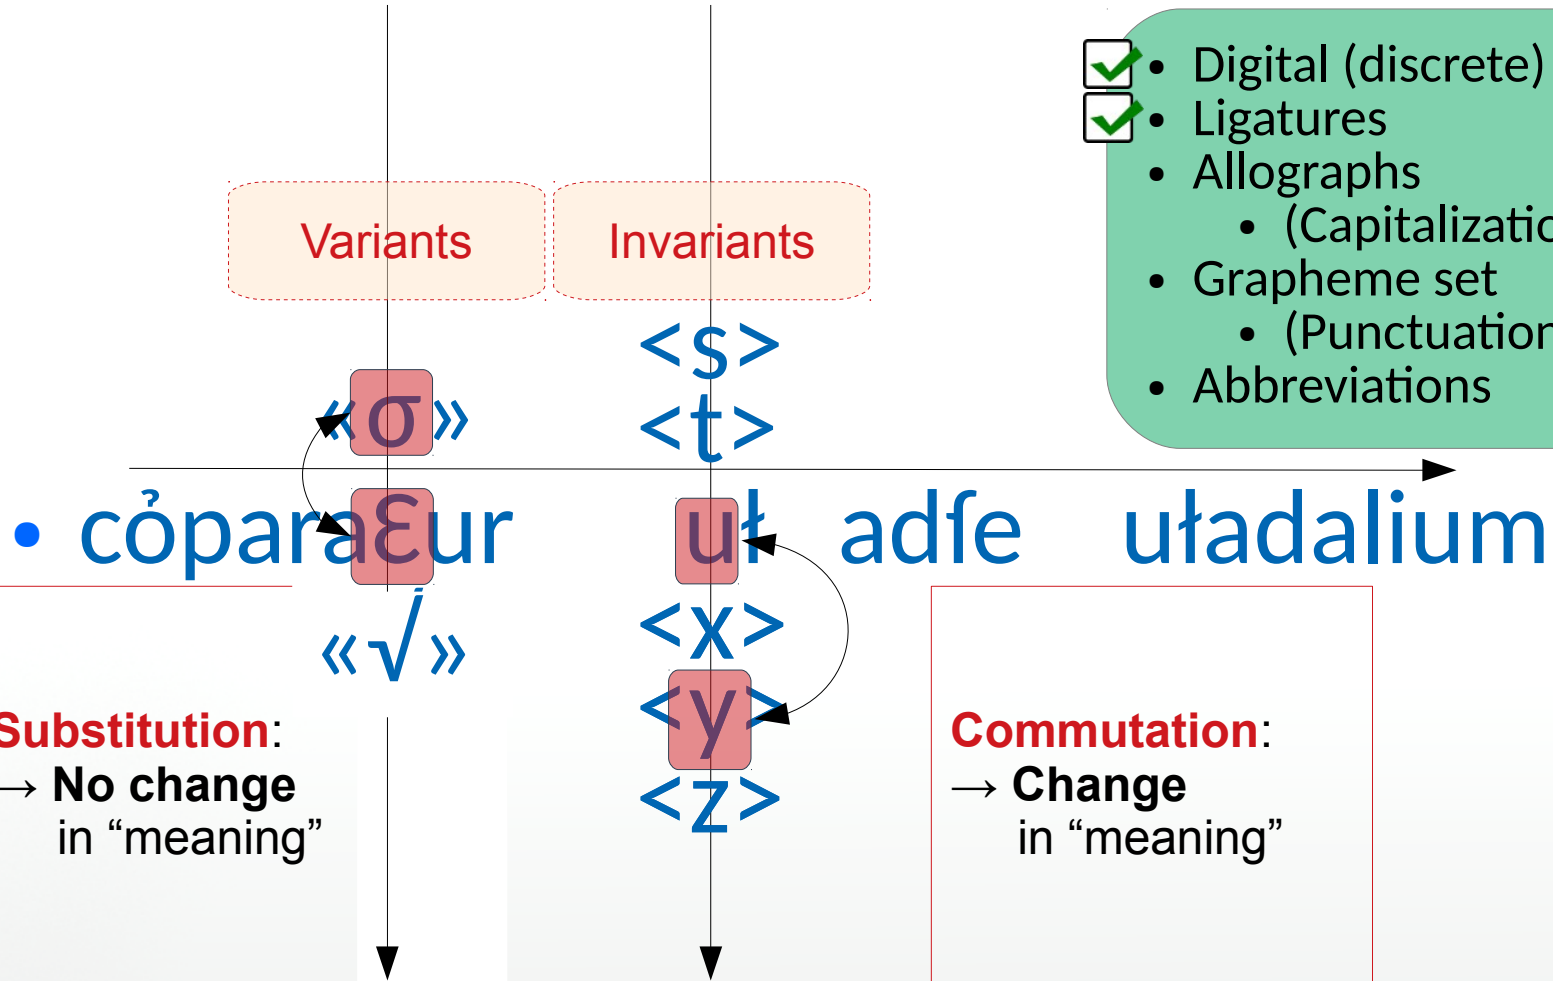 • Digital (discrete)
• Ligatures
• Allographs
• (Capitalizatio
• Grapheme set
• (Punctuation
• Abbreviations
Variants Invariants
<s>
«σ» <t>
• cỏparaƐur uł adſe uładalium
«√» <x>
<y>
<z>
Substitution:
→ No change
in “meaning”
Commutation:
→ Change
in “meaning”